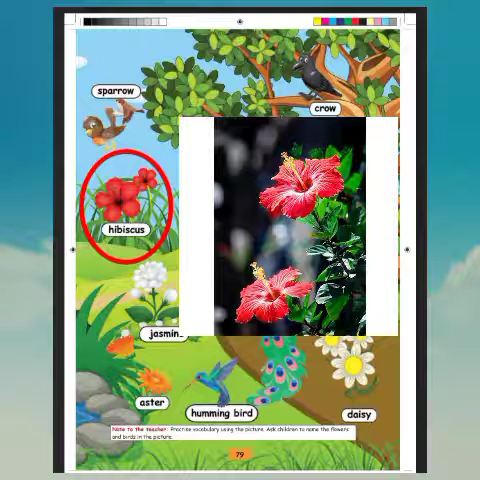 sparrow
crow
hibiscus
jasmin
aster
humming bird
daisy
Note to the teacher: Practise vocabulary using the picture. Ask children to name the flowers
and birds in the picture.
79